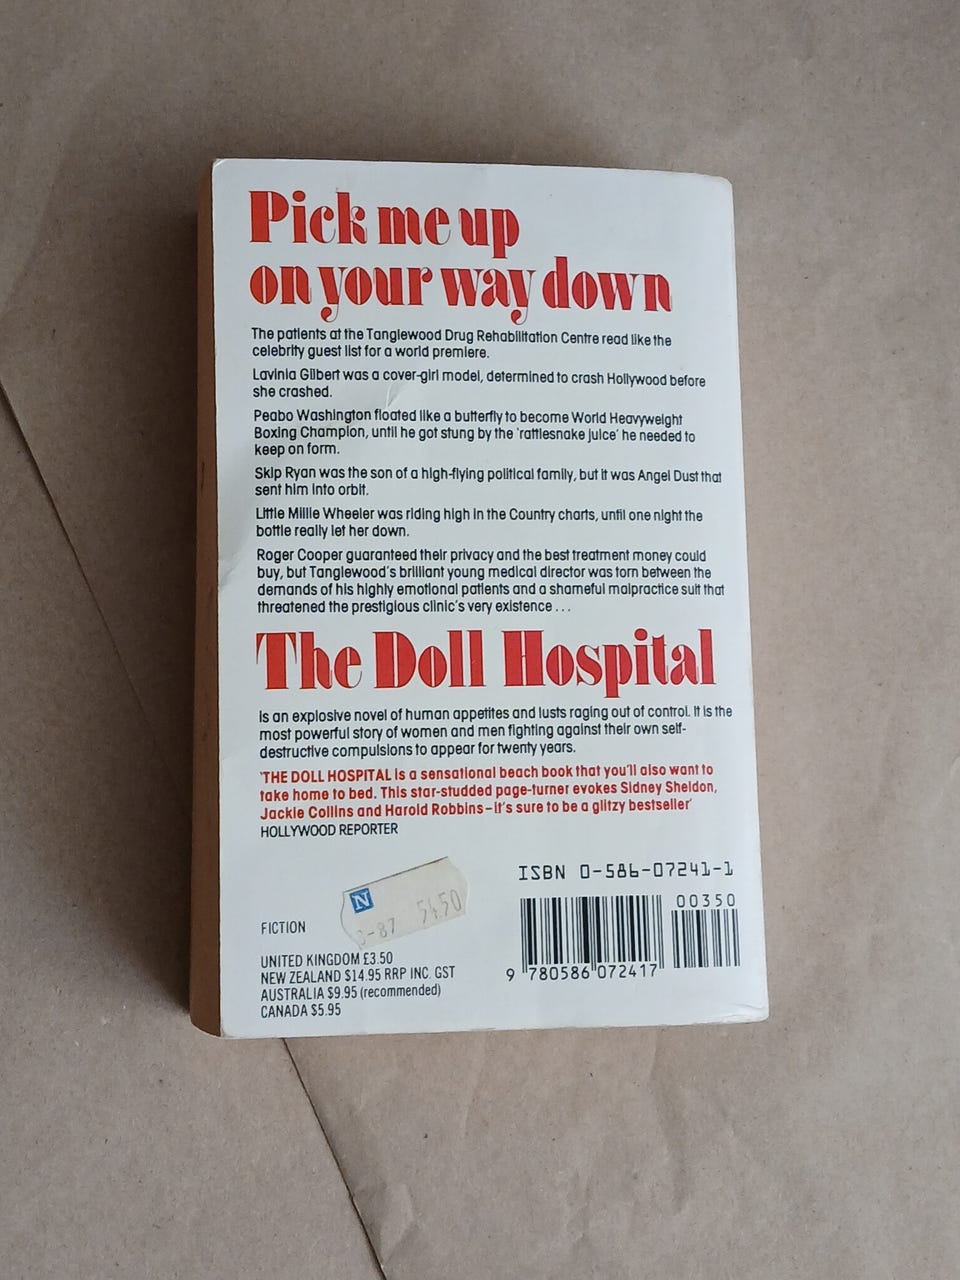 Pick me up
on your way down
The patients at the Tanglewood Drug Rehabilitation Centre read like the
celebrity guest list for a world premiere.
Lavinia Gilbert was a cover-girl model, determined to crash Hollywood before
she crashed.
Peabo Washington floated like a butterfly to become World Heavyweight
Boxing Champion, until he got stung by the 'rattlesnake juice' he needed to
keep on form.
Skip Ryan was the son of a high-flying political family, but it was Angel Dust that
sent him into orbit.
Little Millie Wheeler was riding high in the Country charts, until one night the
bottle really let her down.
Roger Cooper guaranteed their privacy and the best treatment money could
buy, but Tanglewood's brilliant young medical director was torn between the
demands of his highly emotional patients and a shameful malpractice suit that
threatened the prestigious clinic's very existence ...
The Doll Hospital
is an explosive novel of human appetites and lusts raging out of control. It is the
most powerful story of women and men fighting against their own self-
destructive compulsions to appear for twenty years.
'THE DOLL HOSPITAL is a sensational beach book that you'll also want to
take home to bed. This star-studded page-turner evokes Sidney Sheldon,
Jackie Collins and Harold Robbins – it's sure to be a glitzy bestseller'
HOLLYWOOD REPORTER
ISBN 0-586-07241-1
00350
N
-87
FICTION
9 780586 072417
UNITED KINGDOM £3.50
NEW ZEALAND $14.95 RRP INC. GST
AUSTRALIA $9.95 (recommended)
CANADA $5.95